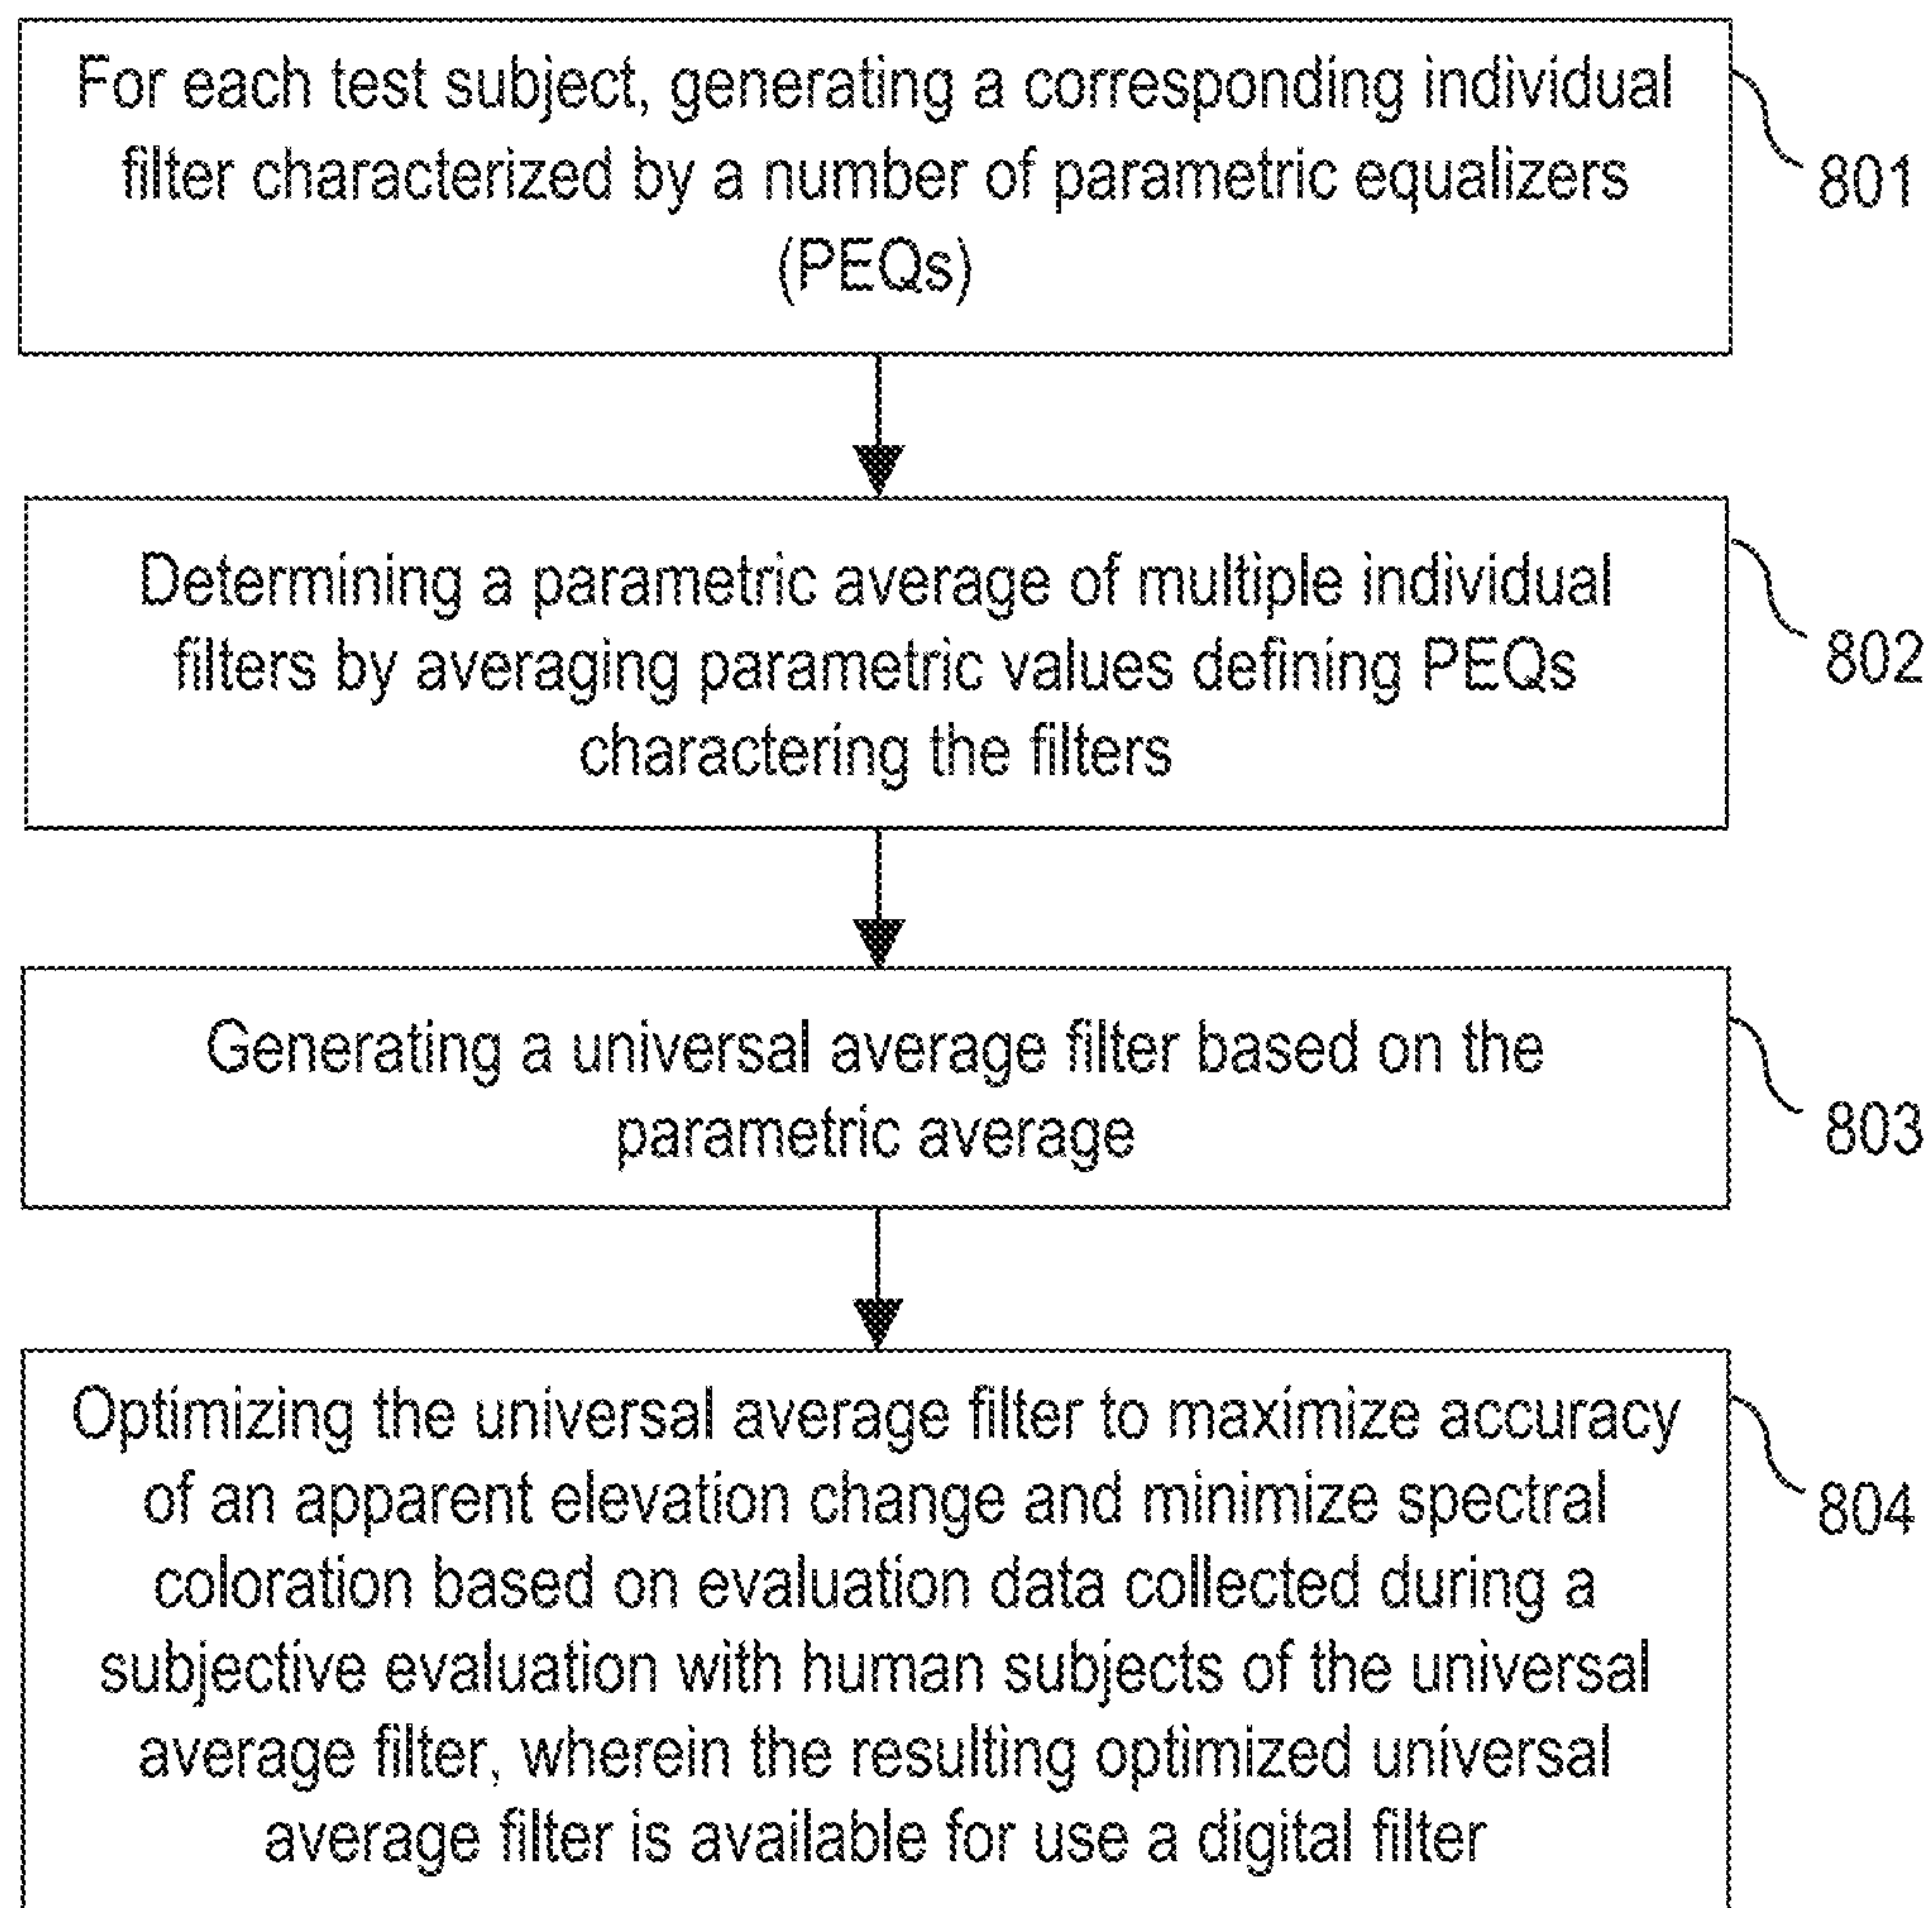 For each test subject, generating a corresponding individual
filter characterized by a number of parametric equalizers
(PEQs)
801
Determining a parametric average of multiple individual
filters by averaging parametric values defining PEQs
charactering the filters
802
Generating a universal average filter based on the
parametric average
803
Optimizing the universal average filter to maximize accuracy
of an apparent elevation change and minimize spectral
coloration based on evaluation data collected during a
subjective evaluation with human subjects of the universal
average filter, wherein the resulting optimized universal
average filter is available for use a digital filter
804